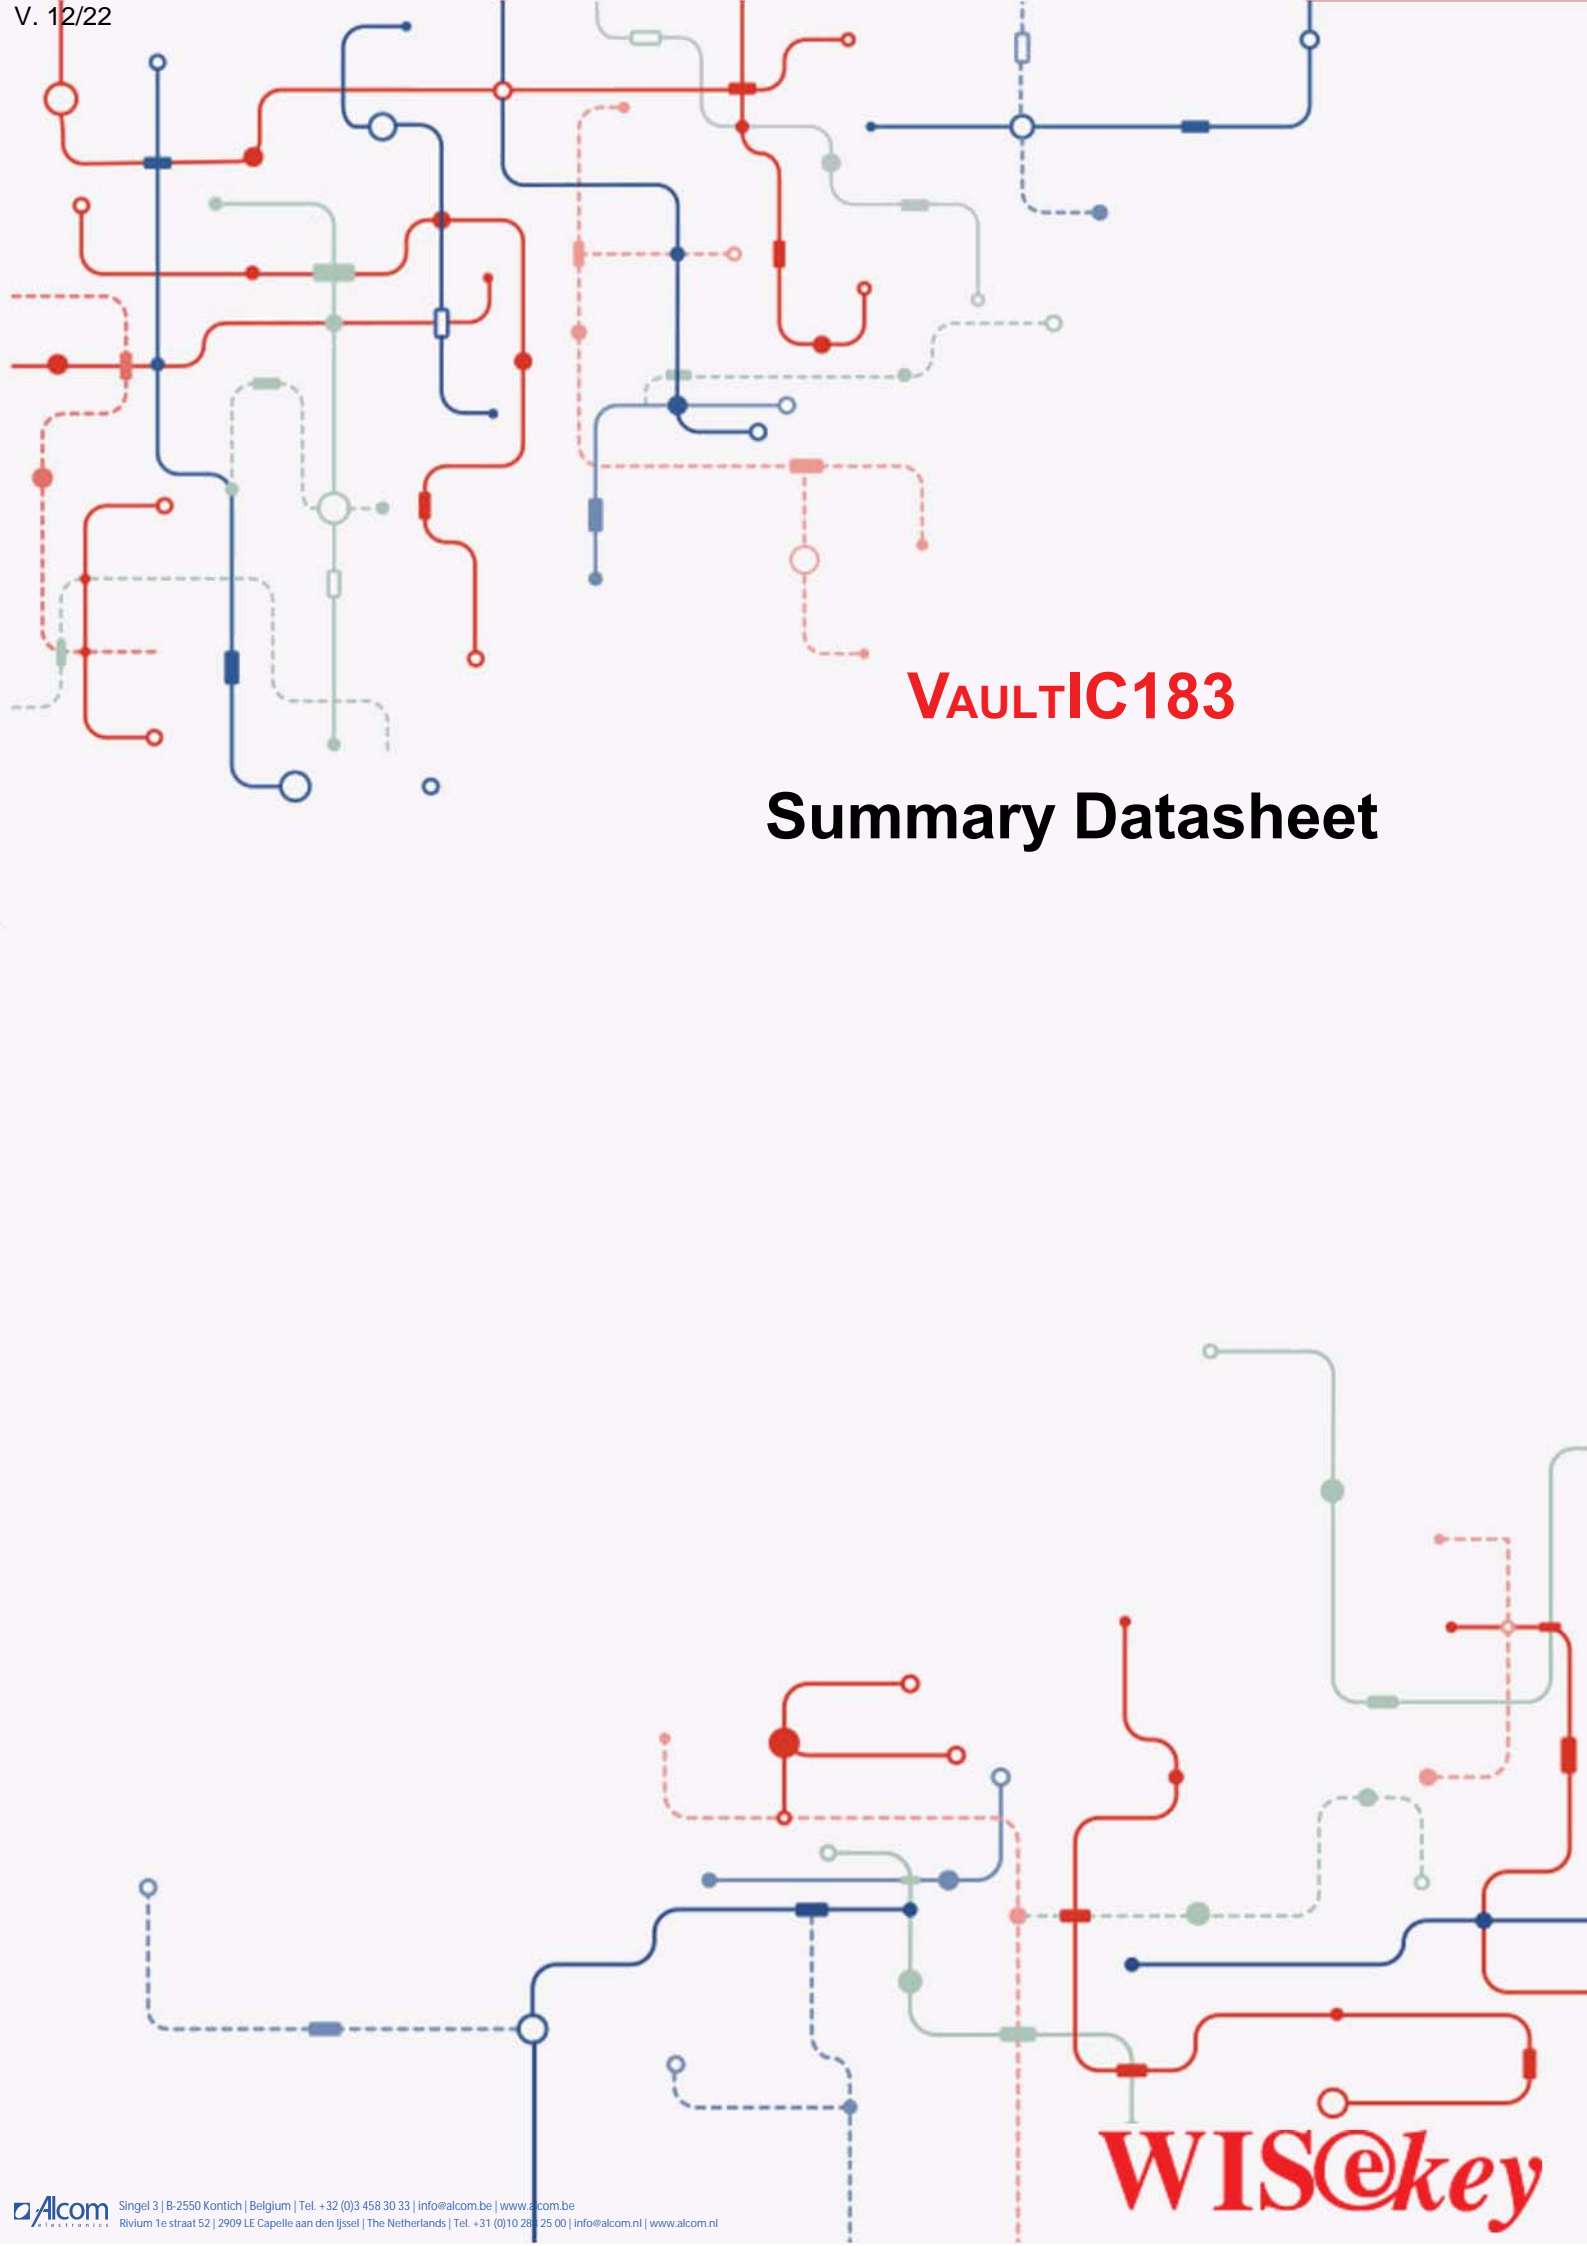 V. 12/22
VAULTIC183
Summary Datasheet
WISekey
Alcom
electronics
Singel 3 | B-2550 Kontich | Belgium | Tel. +32 (0)3 458 30 33 | info@alcom.be | www.alcom.be
Rivium 1e straat 52 | 2909 LE Capelle aan den Ijssel | The Netherlands | Tel. +31 (0)10 288 25 00 | info@alcom.nl | www.alcom.nl